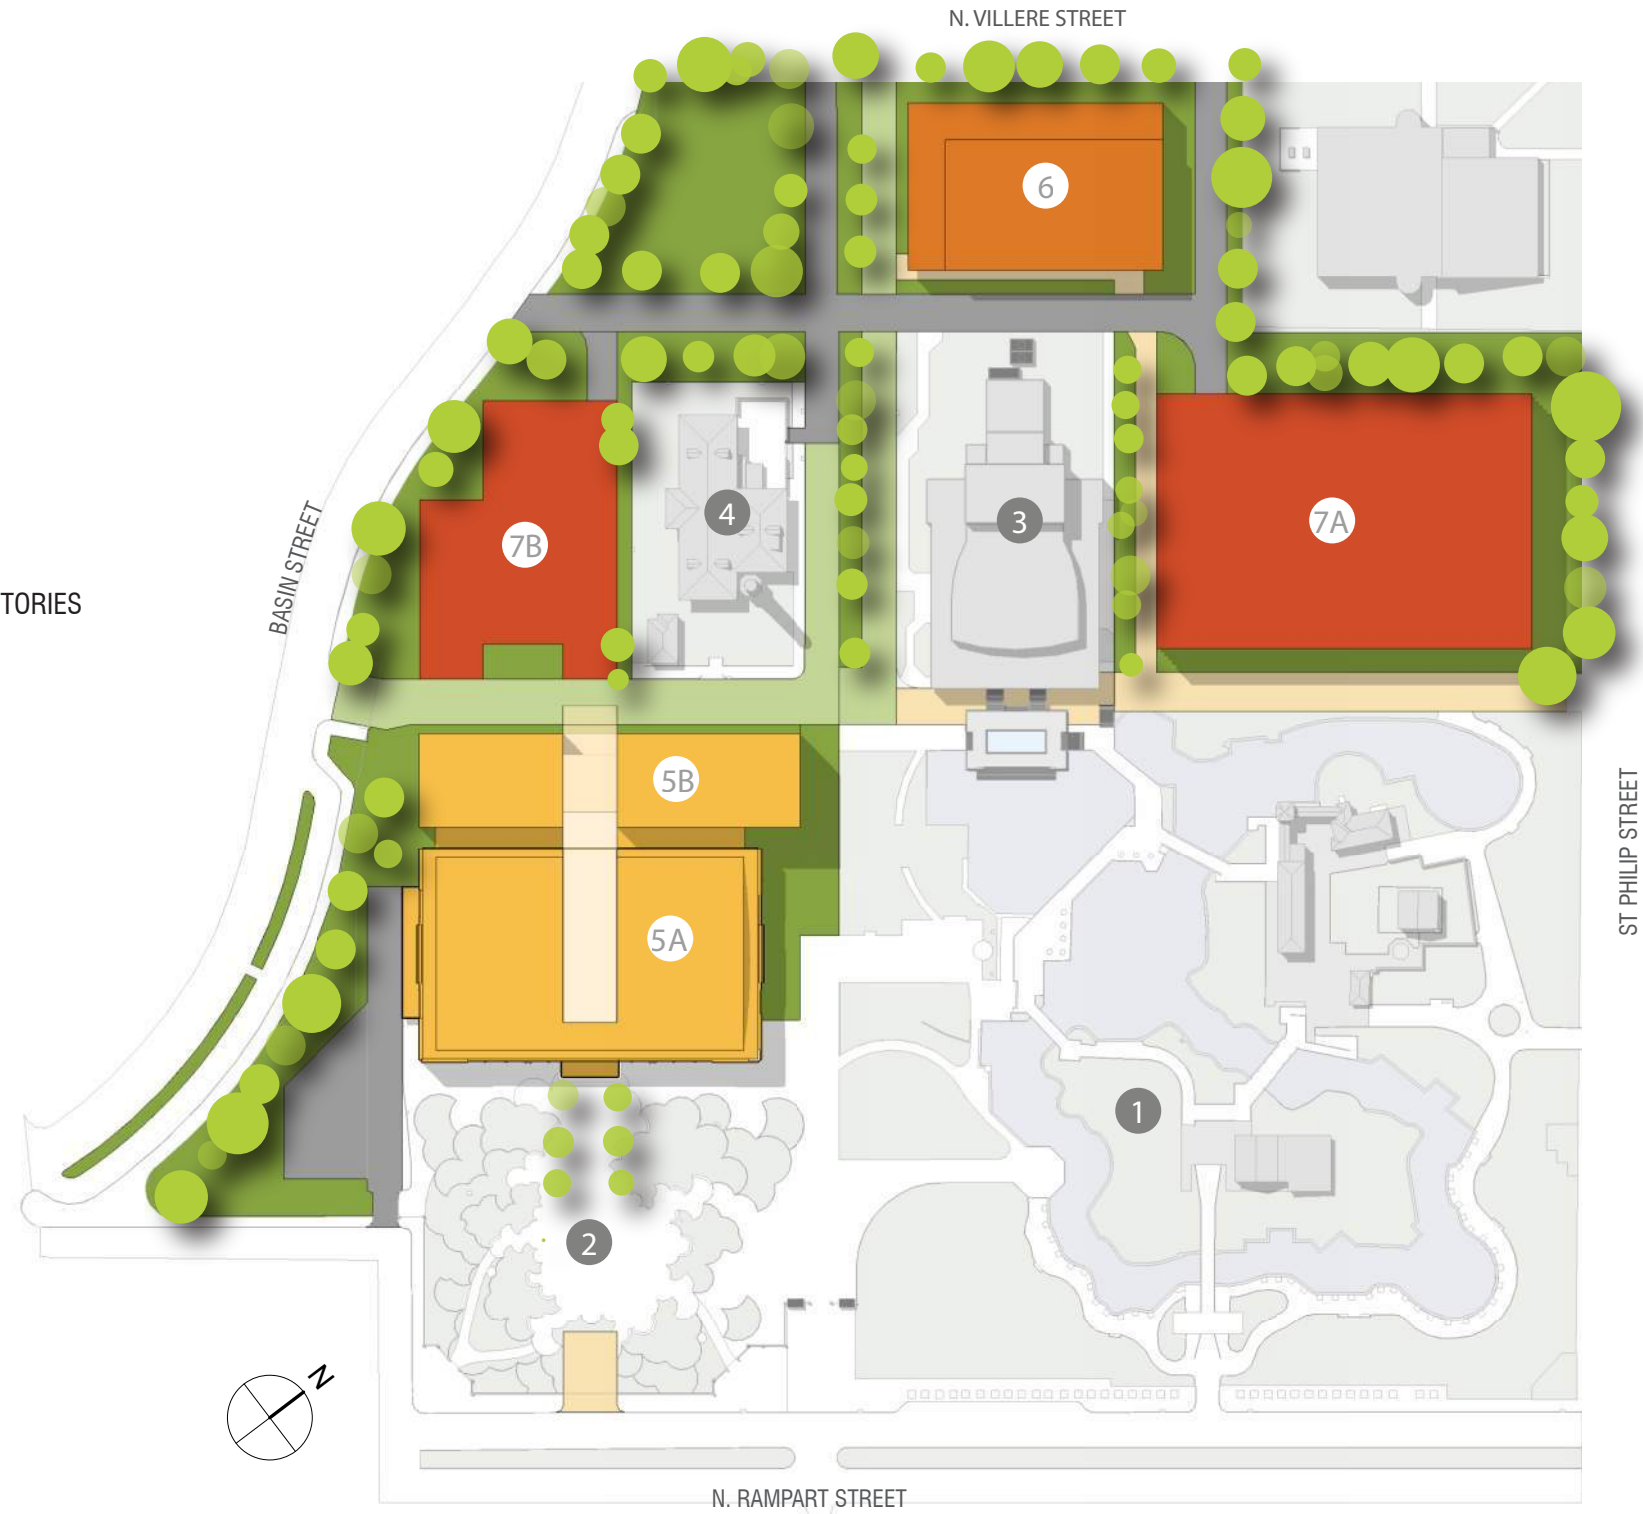 N. VILLERE STREET
6
4
3
7A
7B
BASIN STREET
TORIES
5B
ST PHILIP STREET
5A
1
2
N
N. RAMPART STREET